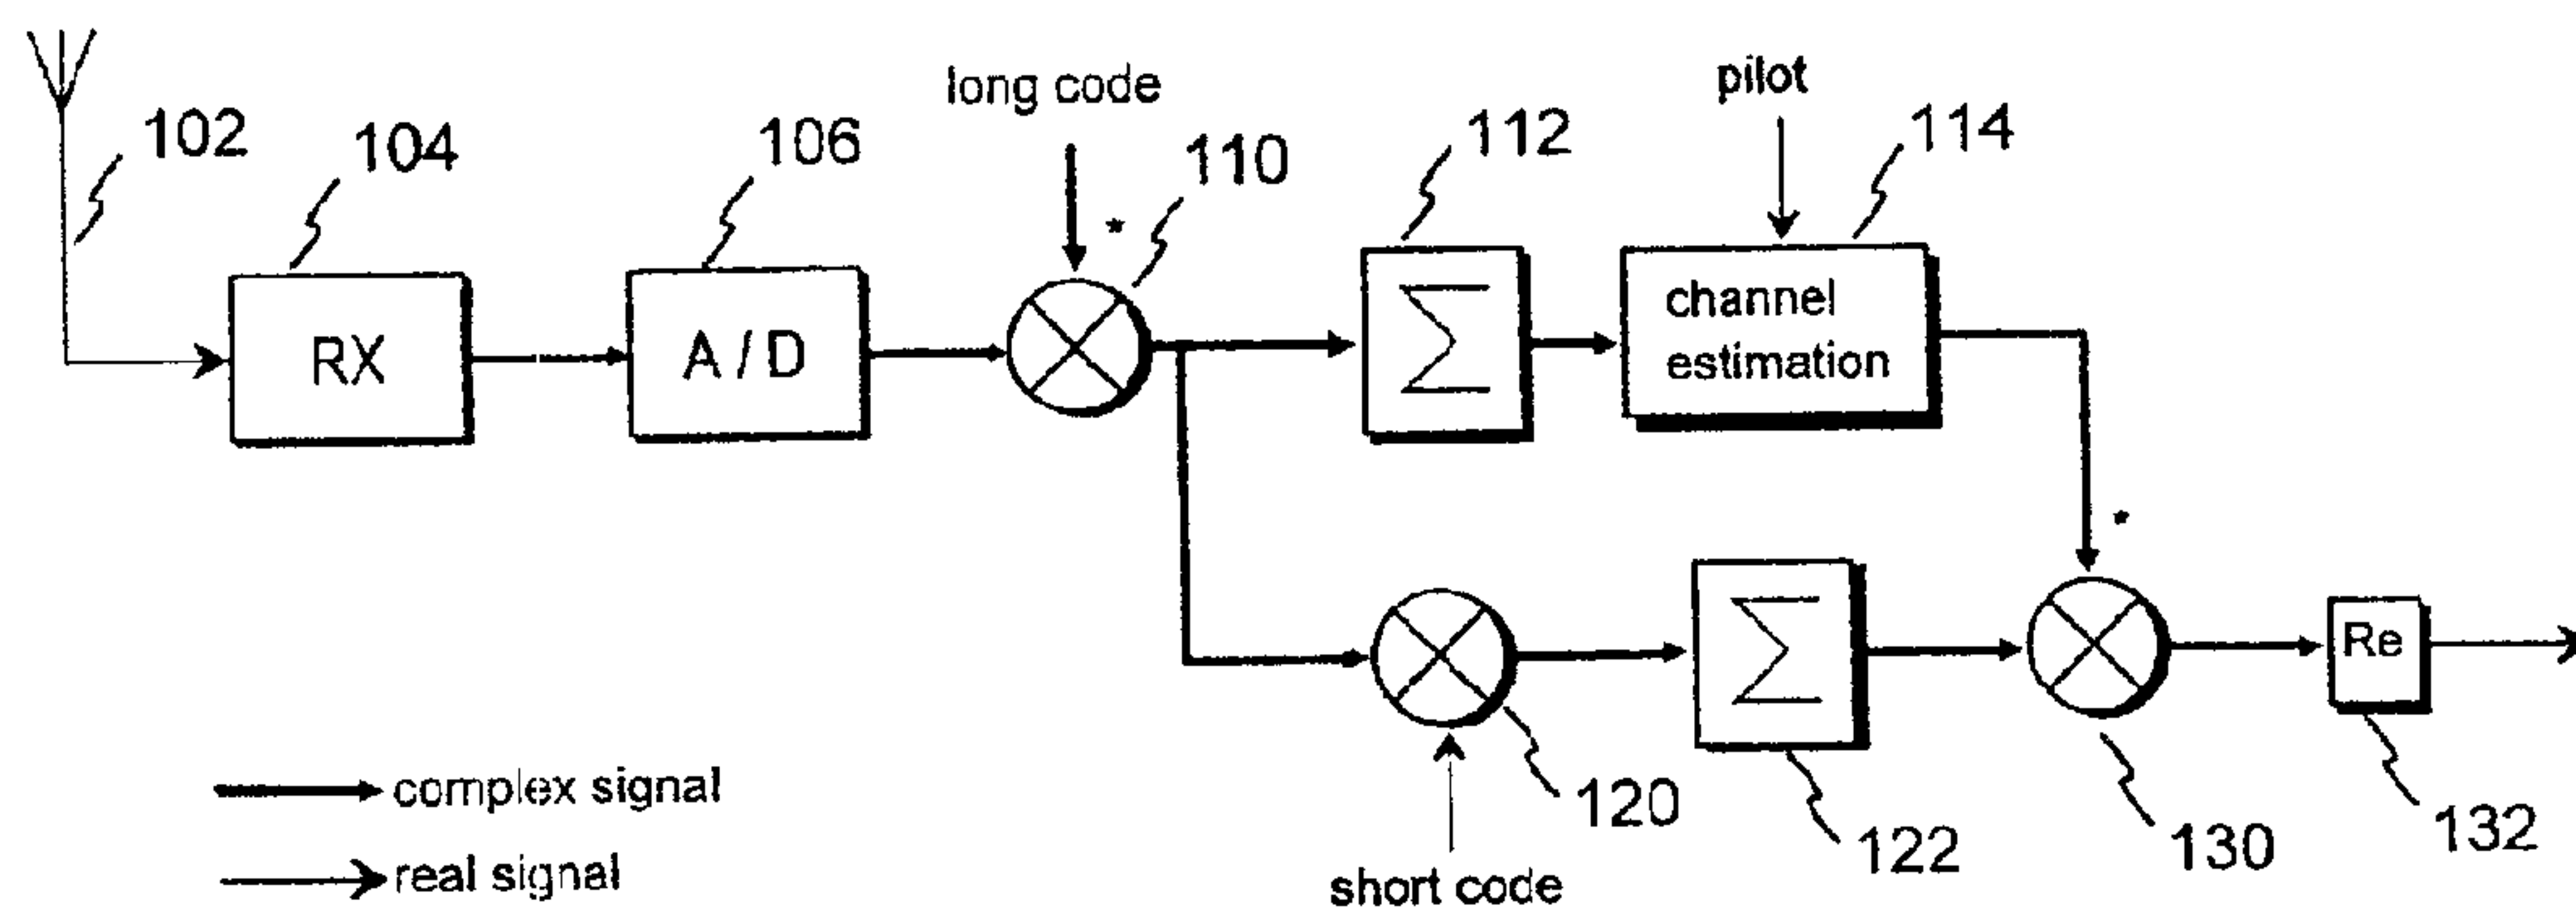 102
104
106
long code
*
110
112
pilot
114
RX
A / D
Σ
channel
estimation
*
120
Σ
122
130
Re
132
short code
complex signal
real signal